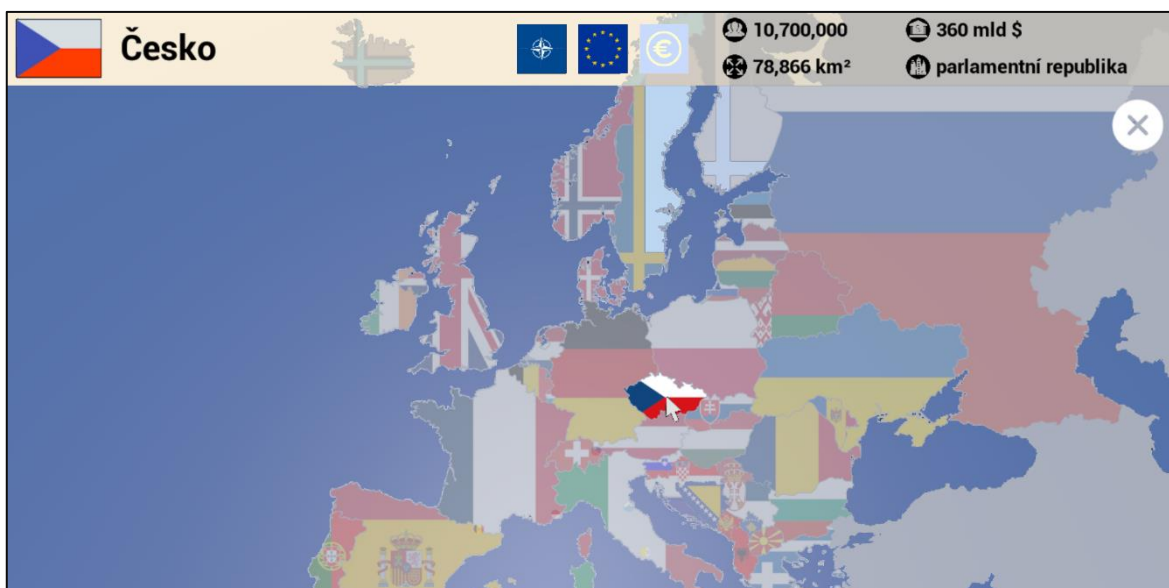 Česko
10,700,000
360 mld $
78,866 km²
parlamentní republika